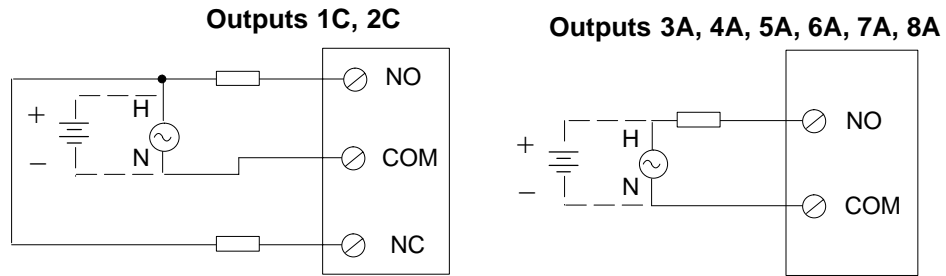 Outputs 1C, 2C
NO
H
+
−
N
COM
NC
Outputs 3A, 4A, 5A, 6A, 7A, 8A
NO
H
+
−
N
COM